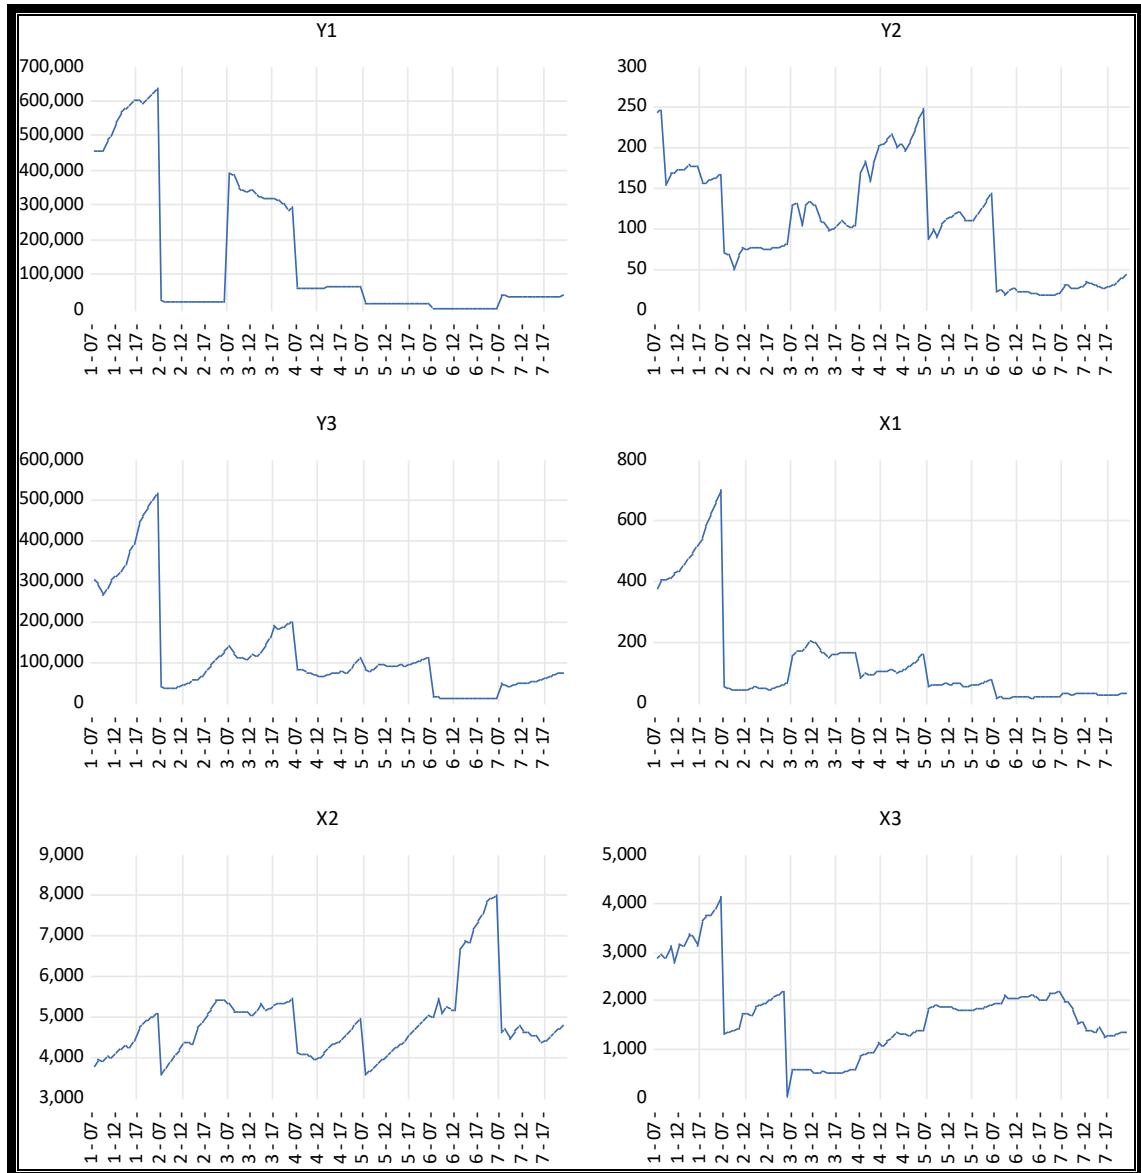 Y1
700,000
600,000
500,000
400,000
300,000
200,000
100,000
0
1 - 07
1 - 12
1 - 17
2 - 07
2 - 12
2 - 17
3 - 07
3 - 12
3 - 17
4 - 07
4 - 12
4 - 17
5 - 07
5 - 12
5 - 17
6 - 07
6 - 12
6 - 17
7 - 07
7 - 12
7 - 17
Y2
300
250
200
150
100
50
0
1 - 07
1 - 12
1 - 17
2 - 07
2 - 12
2 - 17
3 - 07
3 - 12
3 - 17
4 - 07
4 - 12
4 - 17
5 - 07
5 - 12
5 - 17
6 - 07
6 - 12
6 - 17
7 - 07
7 - 12
7 - 17
Y3
600,000
500,000
400,000
300,000
200,000
100,000
0
1 - 07
1 - 12
1 - 17
2 - 07
2 - 12
2 - 17
3 - 07
3 - 12
3 - 17
4 - 07
4 - 12
4 - 17
5 - 07
5 - 12
5 - 17
6 - 07
6 - 12
6 - 17
7 - 07
7 - 12
7 - 17
X1
800
600
400
200
0
1 - 07
1 - 12
1 - 17
2 - 07
2 - 12
2 - 17
3 - 07
3 - 12
3 - 17
4 - 07
4 - 12
4 - 17
5 - 07
5 - 12
5 - 17
6 - 07
6 - 12
6 - 17
7 - 07
7 - 12
7 - 17
X2
9,000
8,000
7,000
6,000
5,000
4,000
3,000
1 - 07
1 - 12
1 - 17
2 - 07
2 - 12
2 - 17
3 - 07
3 - 12
3 - 17
4 - 07
4 - 12
4 - 17
5 - 07
5 - 12
5 - 17
6 - 07
6 - 12
6 - 17
7 - 07
7 - 12
7 - 17
X3
5,000
4,000
3,000
2,000
1,000
0
1 - 07
1 - 12
1 - 17
2 - 07
2 - 12
2 - 17
3 - 07
3 - 12
3 - 17
4 - 07
4 - 12
4 - 17
5 - 07
5 - 12
5 - 17
6 - 07
6 - 12
6 - 17
7 - 07
7 - 12
7 - 17